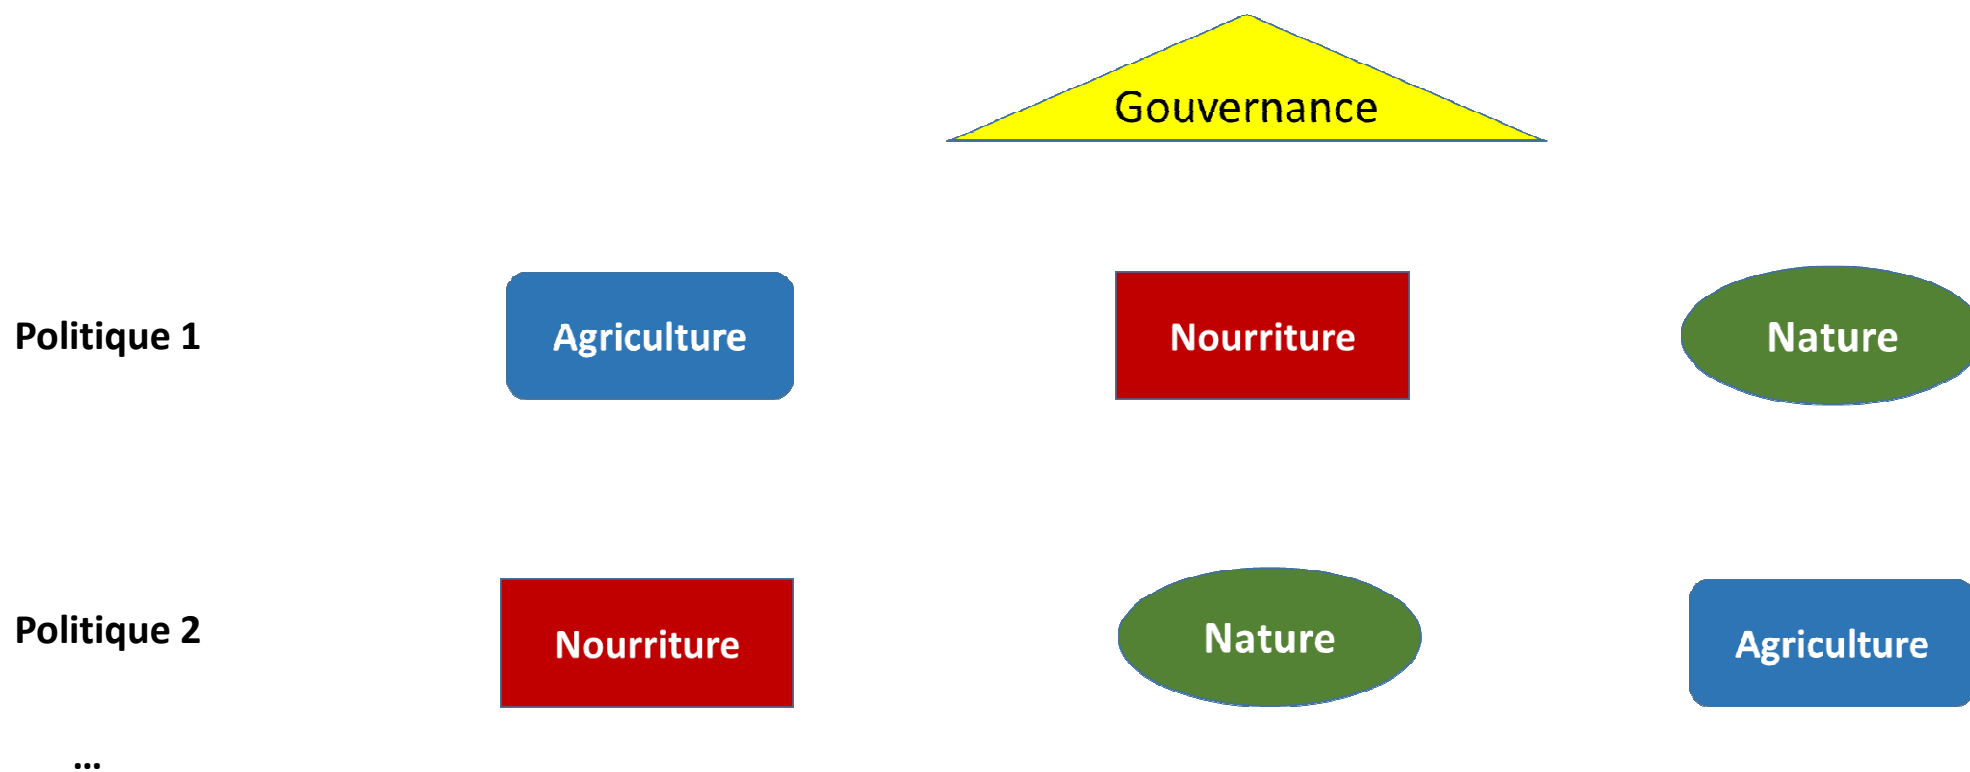 Gouvernance
Politique 1
Agriculture
Nourriture
Nature
Politique 2
Nourriture
Nature
Agriculture
...